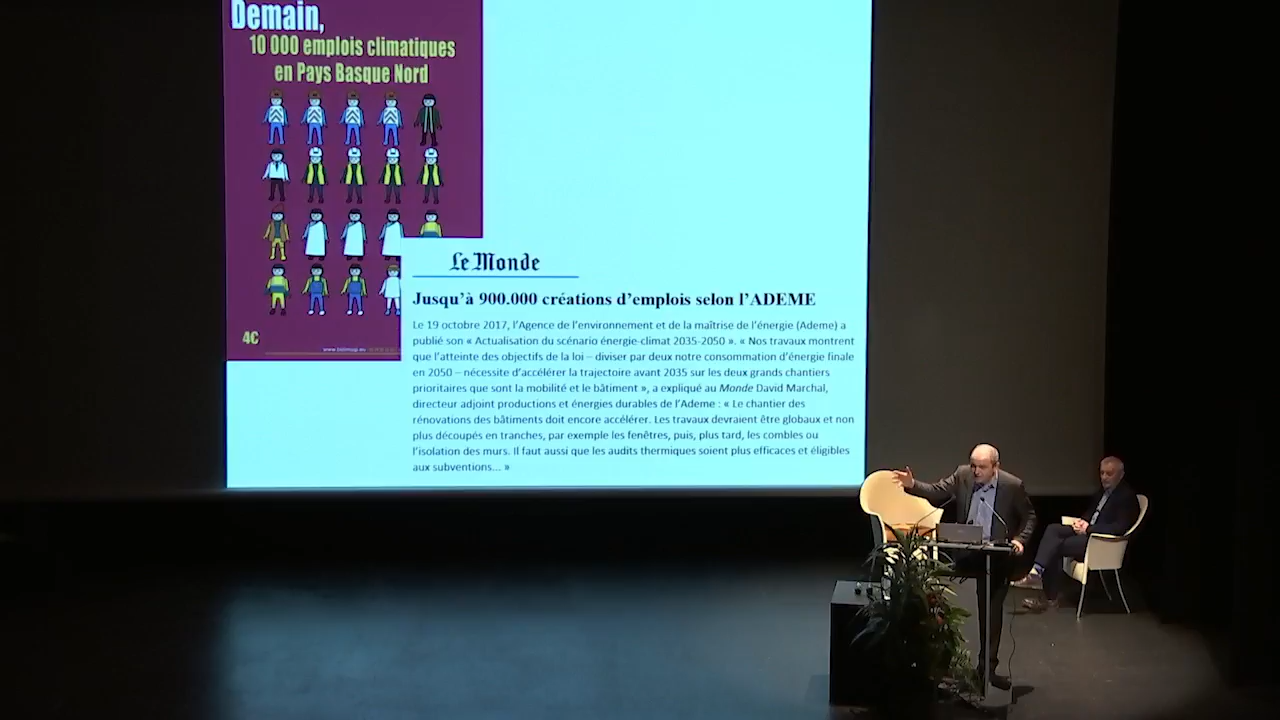 Demain,
10 000 emplois climatiques
en Pays Basque Nord
4€
Le Monde
Jusqu'à 900.000 créations d'emplois selon l'ADEME
Le 19 octobre 2017, l'Agence de l'environnement et de la maîtrise de l'énergie (Ademe) a
publié son « Actualisation du scénario énergie-climat 2035-2050 ». « Nos travaux montrent
que l'atteinte des objectifs de la loi – diviser par deux notre consommation d'énergie finale
en 2050 – nécessite d'accélérer la trajectoire avant 2035 sur les deux grands chantiers
prioritaires que sont la mobilité et le bâtiment », a expliqué au Monde David Marchal,
directeur adjoint productions et énergies durables de l'Ademe : « Le chantier des
rénovations des bâtiments doit encore accélérer. Les travaux devraient être globaux et non
plus découpés en tranches, par exemple les fenêtres, puis, plus tard, les combles ou
l'isolation des murs. Il faut aussi que les audits thermiques soient plus efficaces et éligibles
aux subventions... »